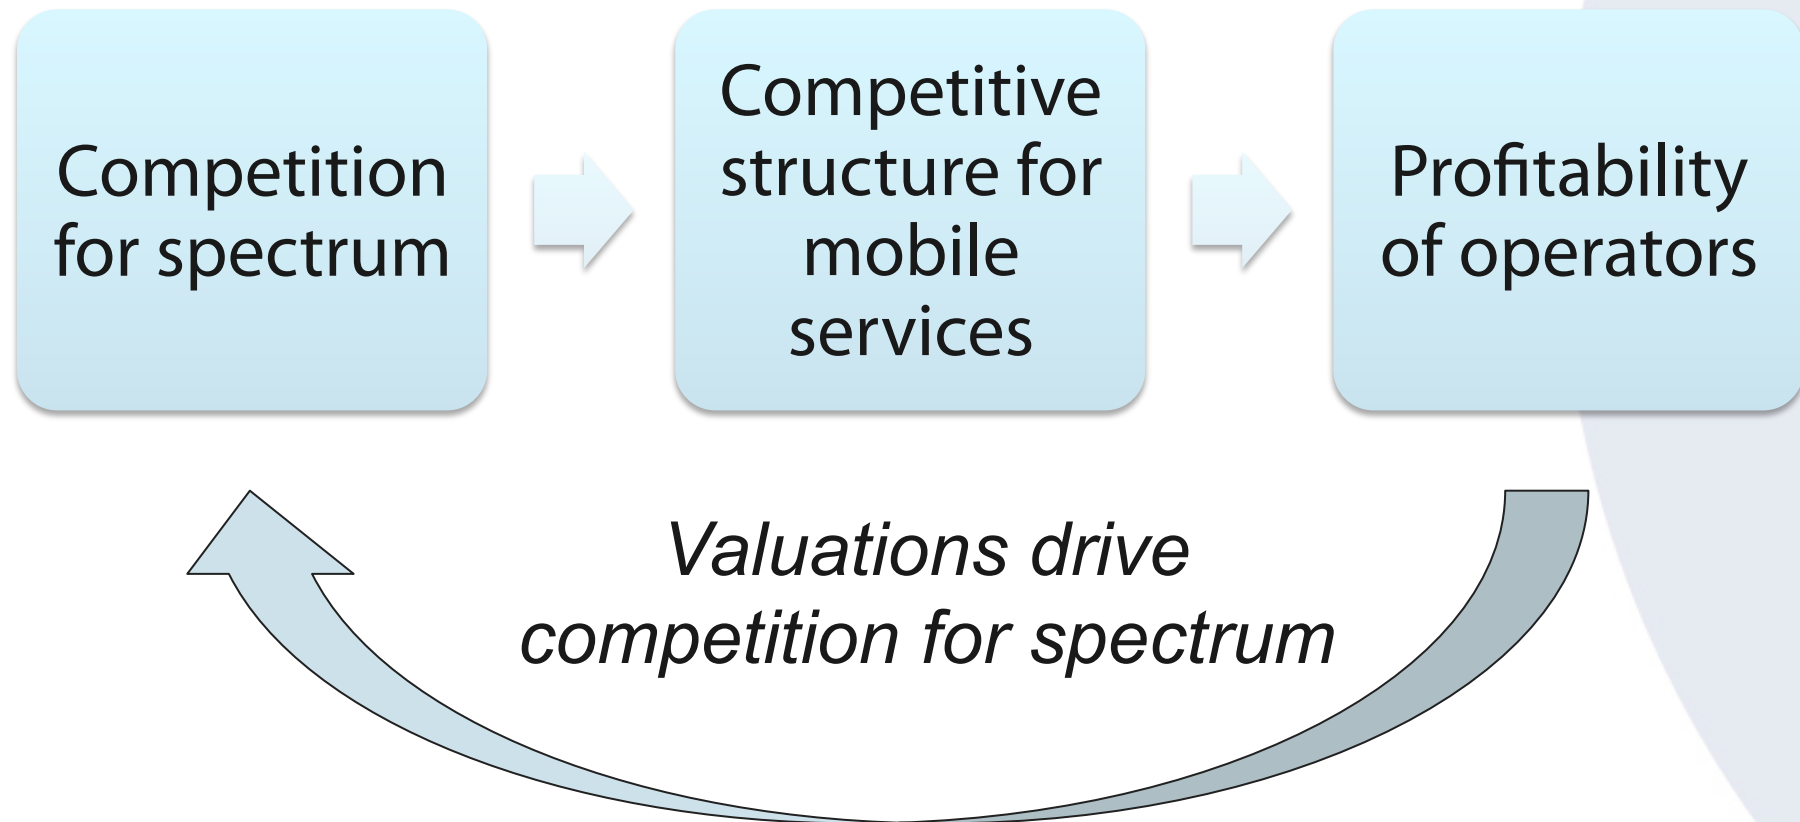 Competition
for spectrum
Competitive
structure for
mobile
services
Profitability
of operators
Valuations drive
competition for spectrum